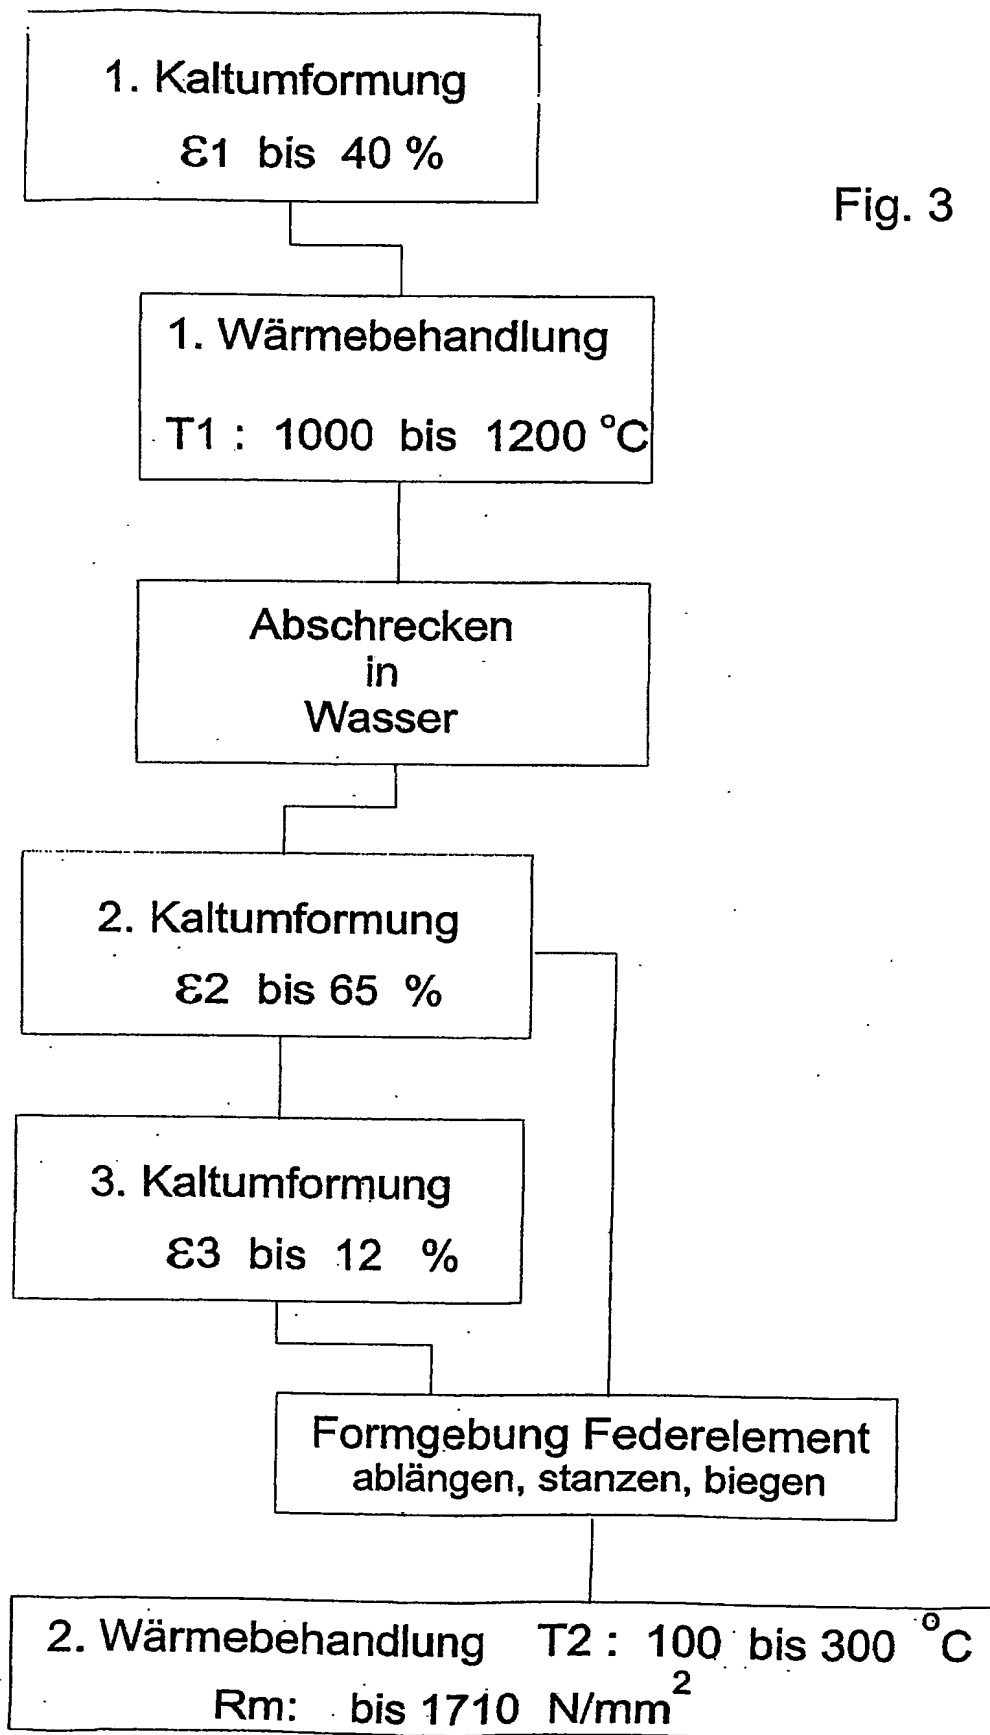 1. Kaltumformung
ε1 bis 40 %
Fig. 3
1. Wärmebehandlung
T1 : 1000 bis 1200 °C
Abschrecken
in
Wasser
2. Kaltumformung
ε2 bis 65 %
3. Kaltumformung
ε3 bis 12 %
Formgebung Federelement
ablängen, stanzen, biegen
2. Wärmebehandlung T2 : 100 bis 300 °C
Rm: bis 1710 N/mm²